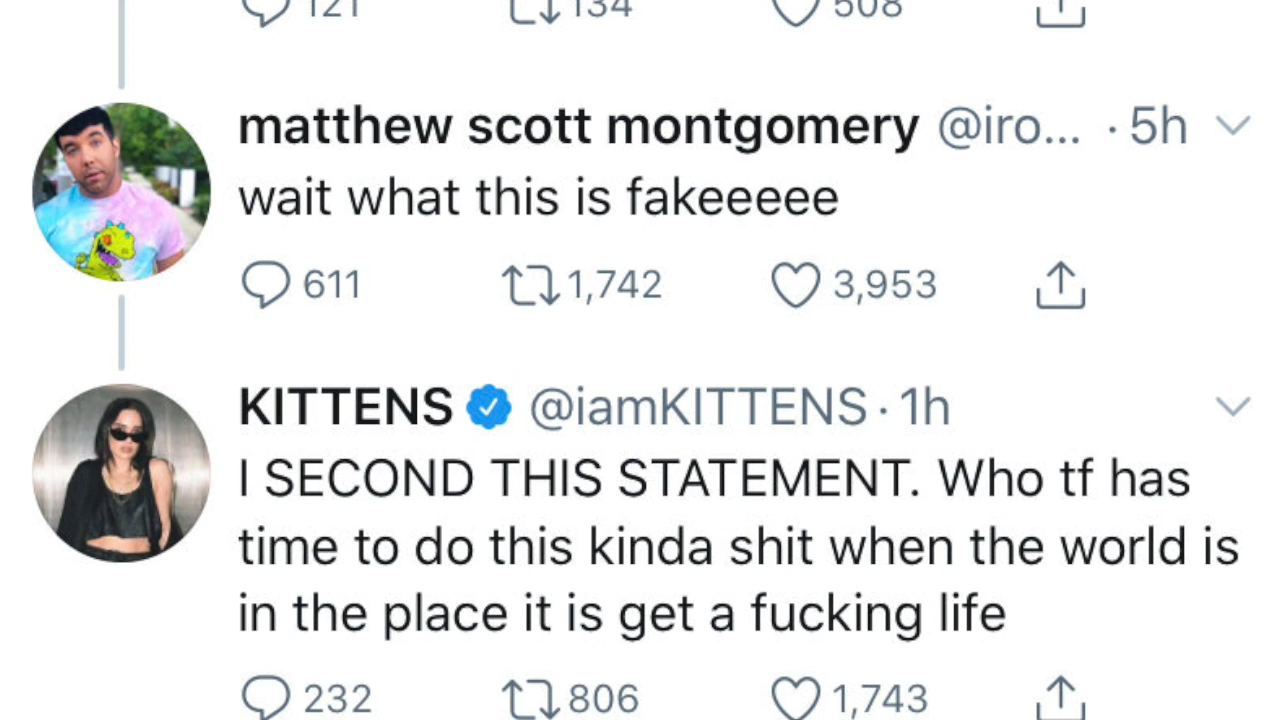 121 134 508
matthew scott montgomery @iro... · 5h
wait what this is fakeeeee
611 1,742 3,953
KITTENS @iamKITTENS · 1h
I SECOND THIS STATEMENT. Who tf has
time to do this kinda shit when the world is
in the place it is get a fucking life
232 806 1,743